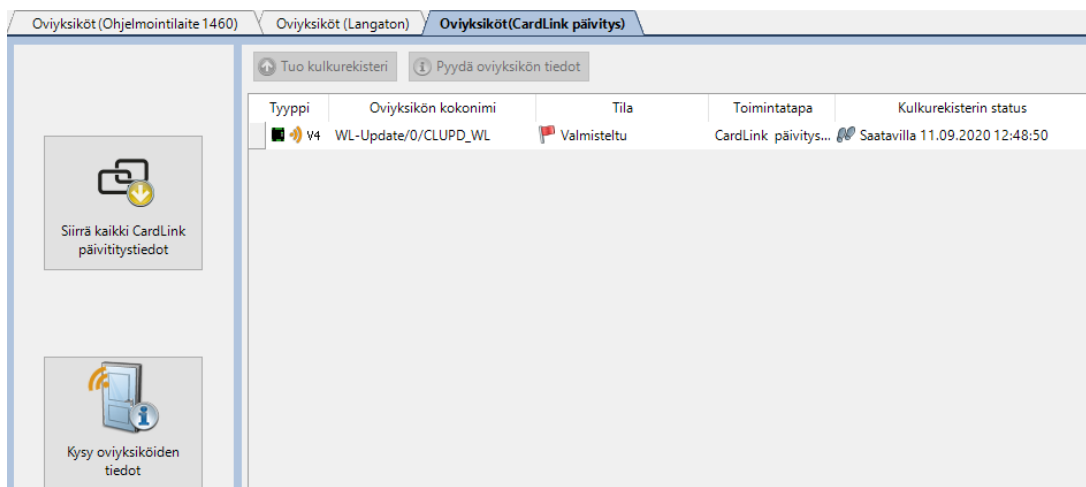 Oviyksiköt (Ohjelmointilaite 1460) Oviyksiköt (Langaton) Oviyksiköt(CardLink päivitys)
Tuo kulkurekisteri Pyydä oviyksikön tiedot
Tyyppi Oviyksikön kokonimi Tila Toimintatapa Kulkurekisterin status
V4 WL-Update/0/CLUPD_WL Valmisteltu CardLink päivitys... Saatavilla 11.09.2020 12:48:50
Siirrä kaikki CardLink
päivititystiedot
Kysy oviyksiköiden
tiedot